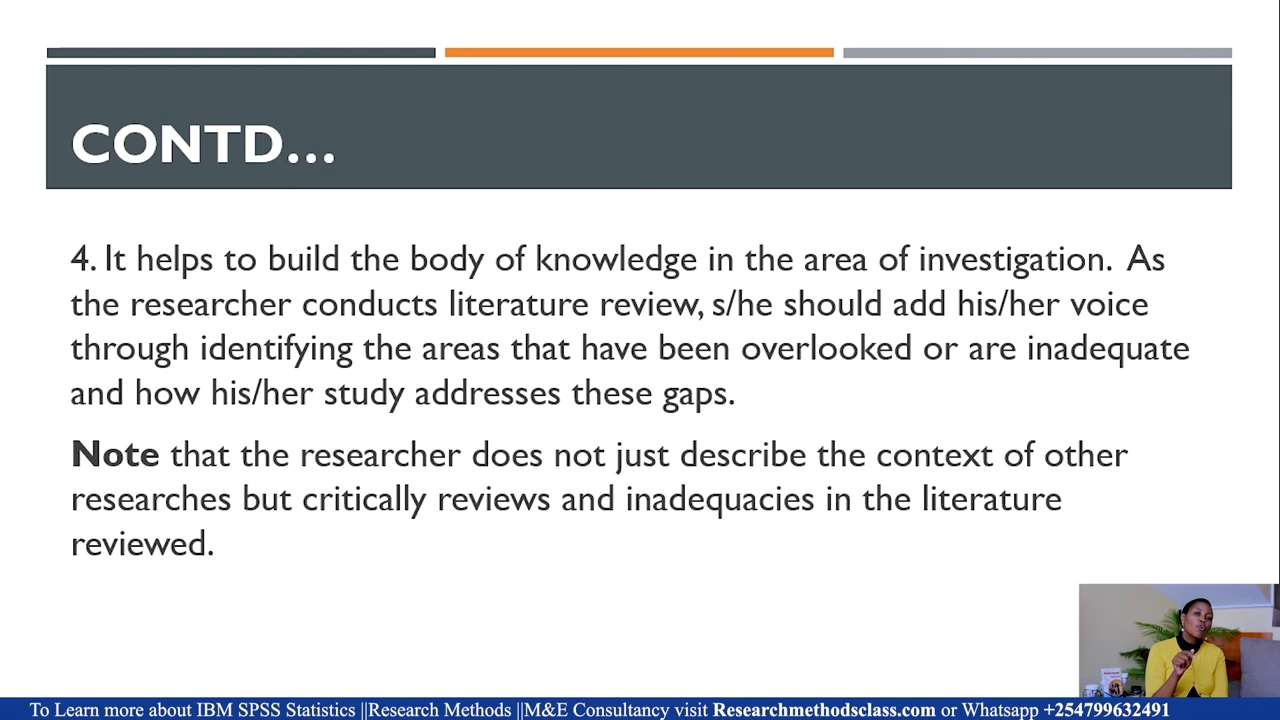 CONTD...
4. It helps to build the body of knowledge in the area of investigation.  As
the researcher conducts literature review, s/he should add his/her voice
through identifying the areas that have been overlooked or are inadequate
and how his/her study addresses these gaps.
Note that the researcher does not just describe the context of other
researches but critically reviews and inadequacies in the literature
reviewed.
To Learn more about IBM SPSS Statistics ||Research Methods ||M&E Consultancy visit Researchmethodsclass.com or Whatsapp +254799632491